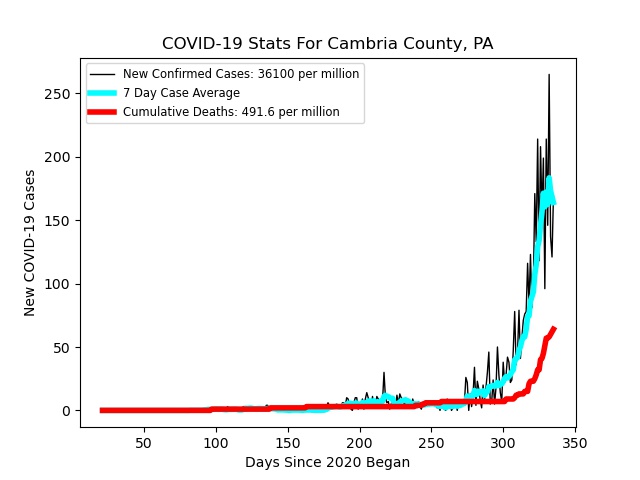 COVID-19 Stats For Cambria County, PA
New Confirmed Cases: 36100 per million
7 Day Case Average
Cumulative Deaths: 491.6 per million
New COVID-19 Cases
250
200
150
100
50
0
50
100
150
200
250
300
350
Days Since 2020 Began